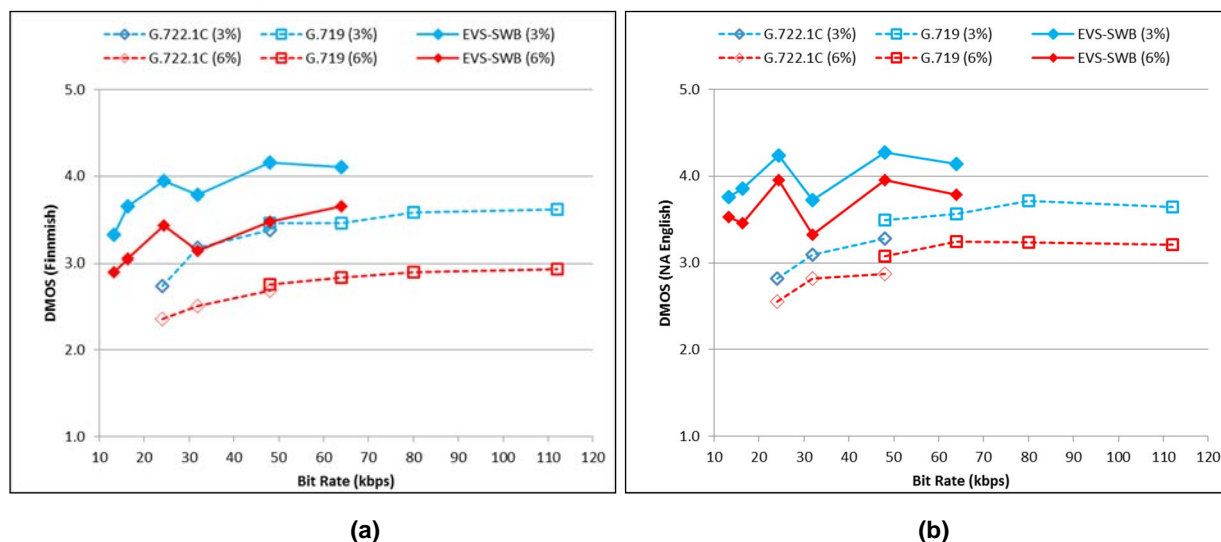 G.722.1C (3%) G.719 (3%) EVS-SWB (3%)
G.722.1C (6%) G.719 (6%) EVS-SWB (6%)
5.0
4.0
3.0
2.0
1.0
DMOS (Finnmish)
10 20 30 40 50 60 70 80 90 100 110 120
Bit Rate (kbps)
(a)
G.722.1C (3%) G.719 (3%) EVS-SWB (3%)
G.722.1C (6%) G.719 (6%) EVS-SWB (6%)
5.0
4.0
3.0
2.0
1.0
DMOS (NA English)
10 20 30 40 50 60 70 80 90 100 110 120
Bit Rate (kbps)
(b)